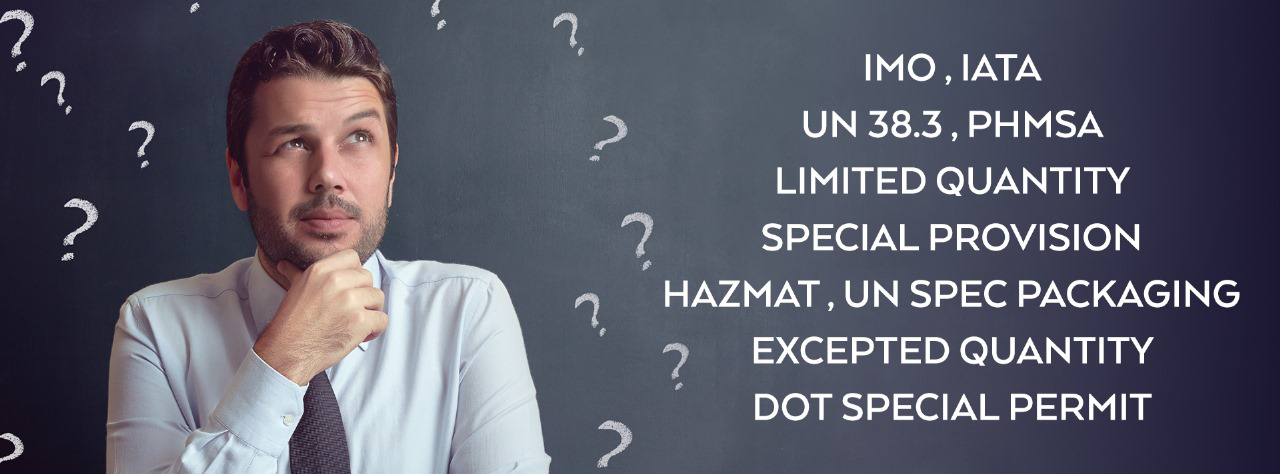 IMO , IATA
UN 38.3 , PHMSA
LIMITED QUANTITY
SPECIAL PROVISION
HAZMAT , UN SPEC PACKAGING
EXCEPTED QUANTITY
DOT SPECIAL PERMIT